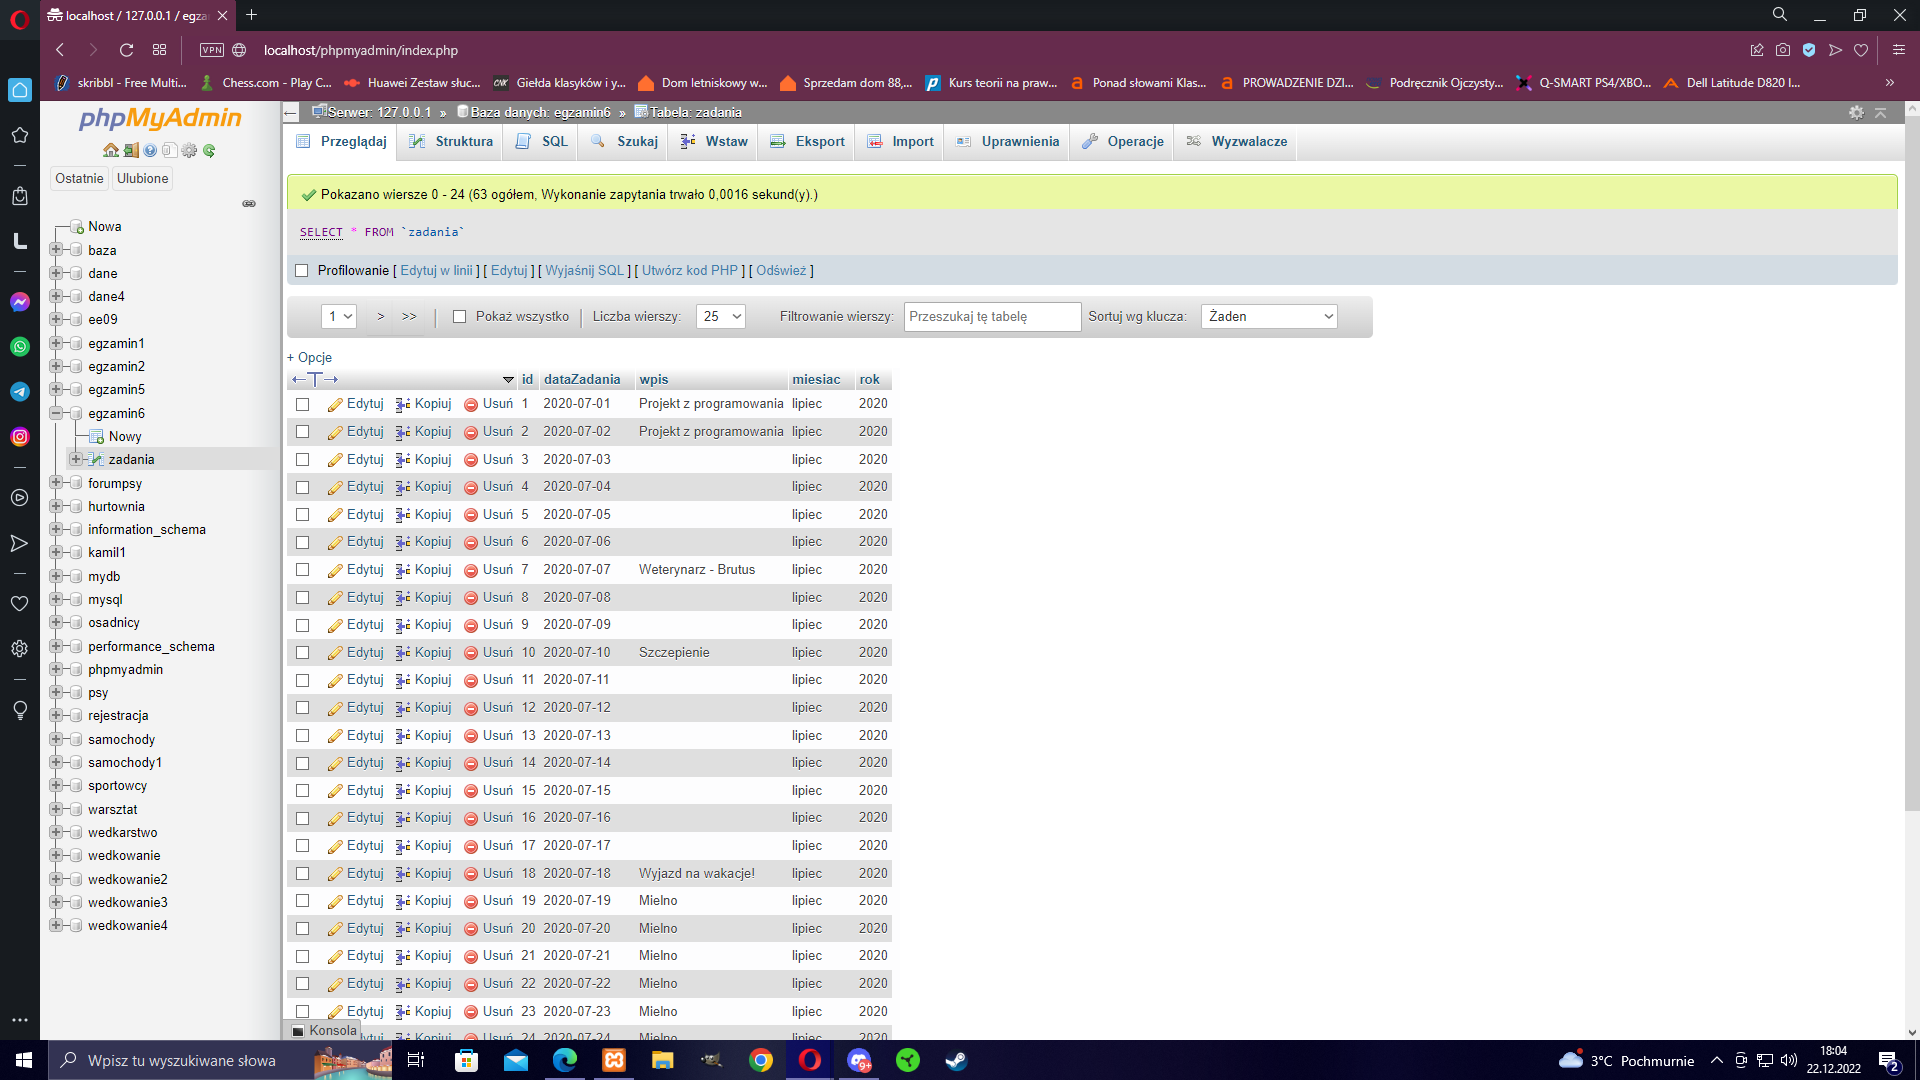 localhost / 127.0.0.1 / egza
VPN localhost/phpmyadmin/index.php
skribbl - Free Multi... Chess.com - Play C... Huawei Zestaw słuc... Giełda klasyków i y... Dom letniskowy w... Sprzedam dom 88,... Kurs teorii na praw... Ponad słowami Klas... PROWADZENIE DZI... Podręcznik Ojczysty... Q-SMART PS4/XBO... Dell Latitude D820 I... »
phpMyAdmin
Ostatnie Ulubione
Nowa
baza
dane
dane4
ee09
egzamin1
egzamin2
egzamin5
egzamin6
Nowy
zadania
forumpsy
hurtownia
information_schema
kamil1
mydb
mysql
osadnicy
performance_schema
phpmyadmin
psy
rejestracja
samochody
samochody1
sportowcy
warsztat
wedkarstwo
wedkowanie
wedkowanie2
wedkowanie3
wedkowanie4
Serwer: 127.0.0.1 » Baza danych: egzamin6 » Tabela: zadania
Przeglądaj Struktura SQL Szukaj Wstaw Eksport Import Uprawnienia Operacje Wyzwalacze
Pokazano wiersze 0 - 24 (63 ogółem, Wykonanie zapytania trwało 0,0016 sekund(y).)
SELECT * FROM `zadania`
Profilowanie [ Edytuj w linii ] [ Edytuj ] [ Wyjaśnij SQL ] [ Utwórz kod PHP ] [ Odśwież ]
1 > >> Pokaż wszystko Liczba wierszy: 25 Filtrowanie wierszy: Przeszukaj tę tabelę Sortuj wg klucza: Żaden
+ Opcje
←T→ id dataZadania wpis miesiac rok
Edytuj Kopiuj Usuń 1 2020-07-01 Projekt z programowania lipiec 2020
Edytuj Kopiuj Usuń 2 2020-07-02 Projekt z programowania lipiec 2020
Edytuj Kopiuj Usuń 3 2020-07-03 lipiec 2020
Edytuj Kopiuj Usuń 4 2020-07-04 lipiec 2020
Edytuj Kopiuj Usuń 5 2020-07-05 lipiec 2020
Edytuj Kopiuj Usuń 6 2020-07-06 lipiec 2020
Edytuj Kopiuj Usuń 7 2020-07-07 Weterynarz - Brutus lipiec 2020
Edytuj Kopiuj Usuń 8 2020-07-08 lipiec 2020
Edytuj Kopiuj Usuń 9 2020-07-09 lipiec 2020
Edytuj Kopiuj Usuń 10 2020-07-10 Szczepienie lipiec 2020
Edytuj Kopiuj Usuń 11 2020-07-11 lipiec 2020
Edytuj Kopiuj Usuń 12 2020-07-12 lipiec 2020
Edytuj Kopiuj Usuń 13 2020-07-13 lipiec 2020
Edytuj Kopiuj Usuń 14 2020-07-14 lipiec 2020
Edytuj Kopiuj Usuń 15 2020-07-15 lipiec 2020
Edytuj Kopiuj Usuń 16 2020-07-16 lipiec 2020
Edytuj Kopiuj Usuń 17 2020-07-17 lipiec 2020
Edytuj Kopiuj Usuń 18 2020-07-18 Wyjazd na wakacje! lipiec 2020
Edytuj Kopiuj Usuń 19 2020-07-19 Mielno lipiec 2020
Edytuj Kopiuj Usuń 20 2020-07-20 Mielno lipiec 2020
Edytuj Kopiuj Usuń 21 2020-07-21 Mielno lipiec 2020
Edytuj Kopiuj Usuń 22 2020-07-22 Mielno lipiec 2020
Edytuj Kopiuj Usuń 23 2020-07-23 Mielno lipiec 2020
Kopiuj Usuń 24 2020-07-24 Mielno lipiec 2020
Konsola
Wpisz tu wyszukiwane słowa
9+
3°C Pochmurnie
18:04
22.12.2022
2